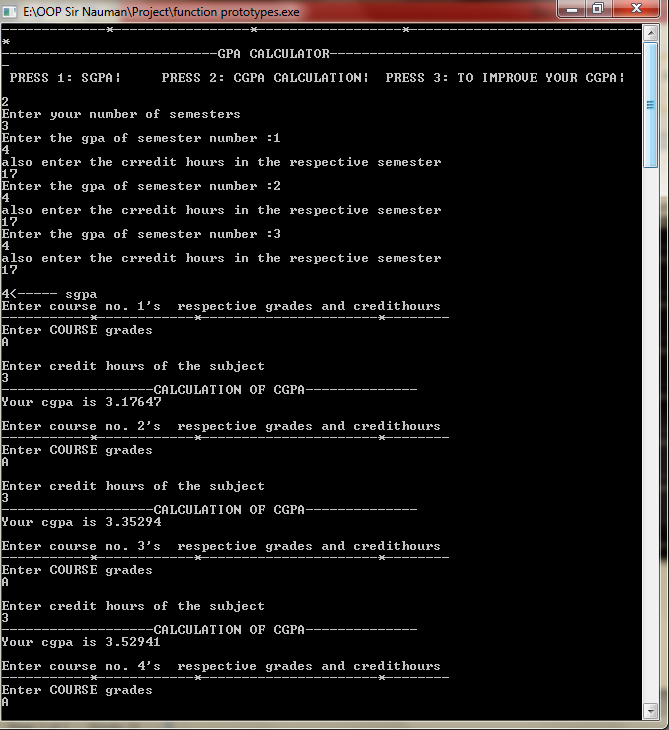 E:\OOP Sir Nauman\Project\function prototypes.exe
-------------*-----------------*------------------*----------------------------
*
---------------------------GPA CALCULATOR--------------------------------------
-
PRESS 1: SGPA|     PRESS 2: CGPA CALCULATION|  PRESS 3: TO IMPROVE YOUR CGPA|
2
Enter your number of semesters
3
Enter the gpa of semester number :1
4
also enter the crredit hours in the respective semester
17
Enter the gpa of semester number :2
4
also enter the crredit hours in the respective semester
17
Enter the gpa of semester number :3
4
also enter the crredit hours in the respective semester
17
4<----- sgpa
Enter course no. 1's  respective grades and credithours
-----------*------------*----------------------*--------
Enter COURSE grades
A
Enter credit hours of the subject
3
-------------------CALCULATION OF CGPA--------------
Your cgpa is 3.17647
Enter course no. 2's  respective grades and credithours
-----------*------------*----------------------*--------
Enter COURSE grades
A
Enter credit hours of the subject
3
-------------------CALCULATION OF CGPA--------------
Your cgpa is 3.35294
Enter course no. 3's  respective grades and credithours
-----------*------------*----------------------*--------
Enter COURSE grades
A
Enter credit hours of the subject
3
-------------------CALCULATION OF CGPA--------------
Your cgpa is 3.52941
Enter course no. 4's  respective grades and credithours
-----------*------------*----------------------*--------
Enter COURSE grades
A